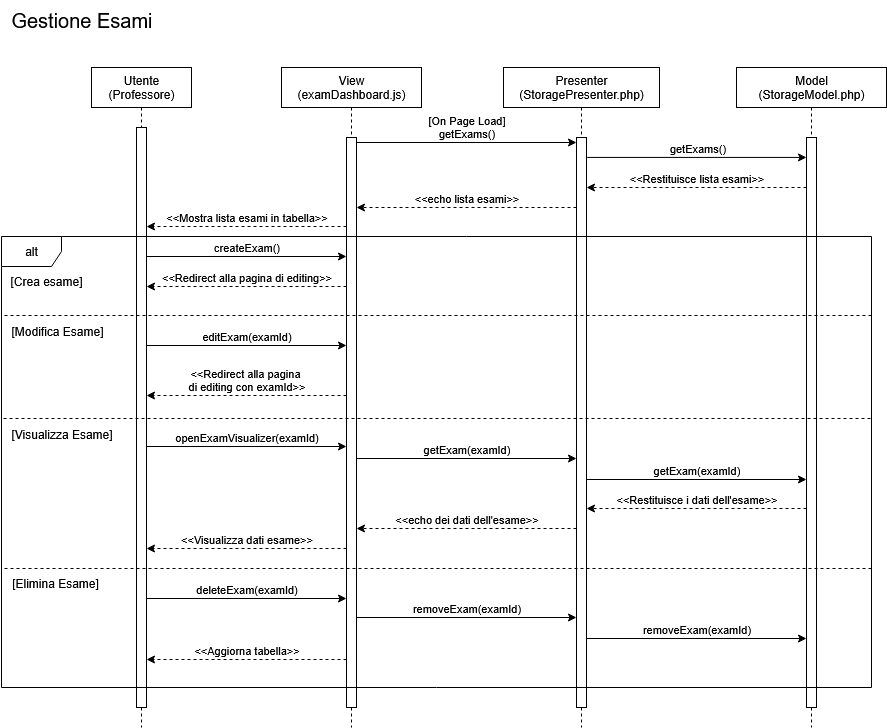 Gestione Esami
Utente
(Professore)
View
(examDashboard.js)
Presenter
(StoragePresenter.php)
Model
(StorageModel.php)
[On Page Load]
getExams()
getExams()
<<Restituisce lista esami>>
<<echo lista esami>>
<<Mostra lista esami in tabella>>
alt
createExam()
[Crea esame]
<<Redirect alla pagina di editing>>
[Modifica Esame]
editExam(examId)
<<Redirect alla pagina
di editing con examId>>
[Visualizza Esame]
openExamVisualizer(examId)
getExam(examId)
getExam(examId)
<<Restituisce i dati dell'esame>>
<<echo dei dati dell'esame>>
<<Visualizza dati esame>>
[Elimina Esame]
deleteExam(examId)
removeExam(examId)
removeExam(examId)
<<Aggiorna tabella>>